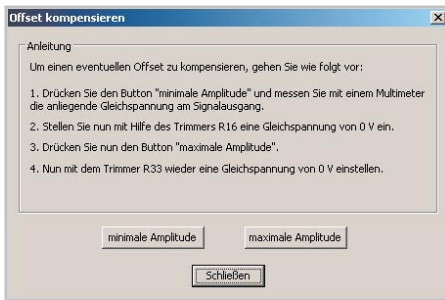 Offset kompensieren
Anleitung
Um einen eventuellen Offset zu kompensieren, gehen Sie wie folgt vor:
1. Drücken Sie den Button "minimale Amplitude" und messen Sie mit einem Multimeter
die anliegende Gleichspannung am Signalausgang.
2. Stellen Sie nun mit Hilfe des Trimmers R16 eine Gleichspannung von 0 V ein.
3. Drücken Sie nun den Button "maximale Amplitude".
4. Nun mit dem Trimmer R33 wieder eine Gleichspannung von 0 V einstellen.
minimale Amplitude
maximale Amplitude
Schließen